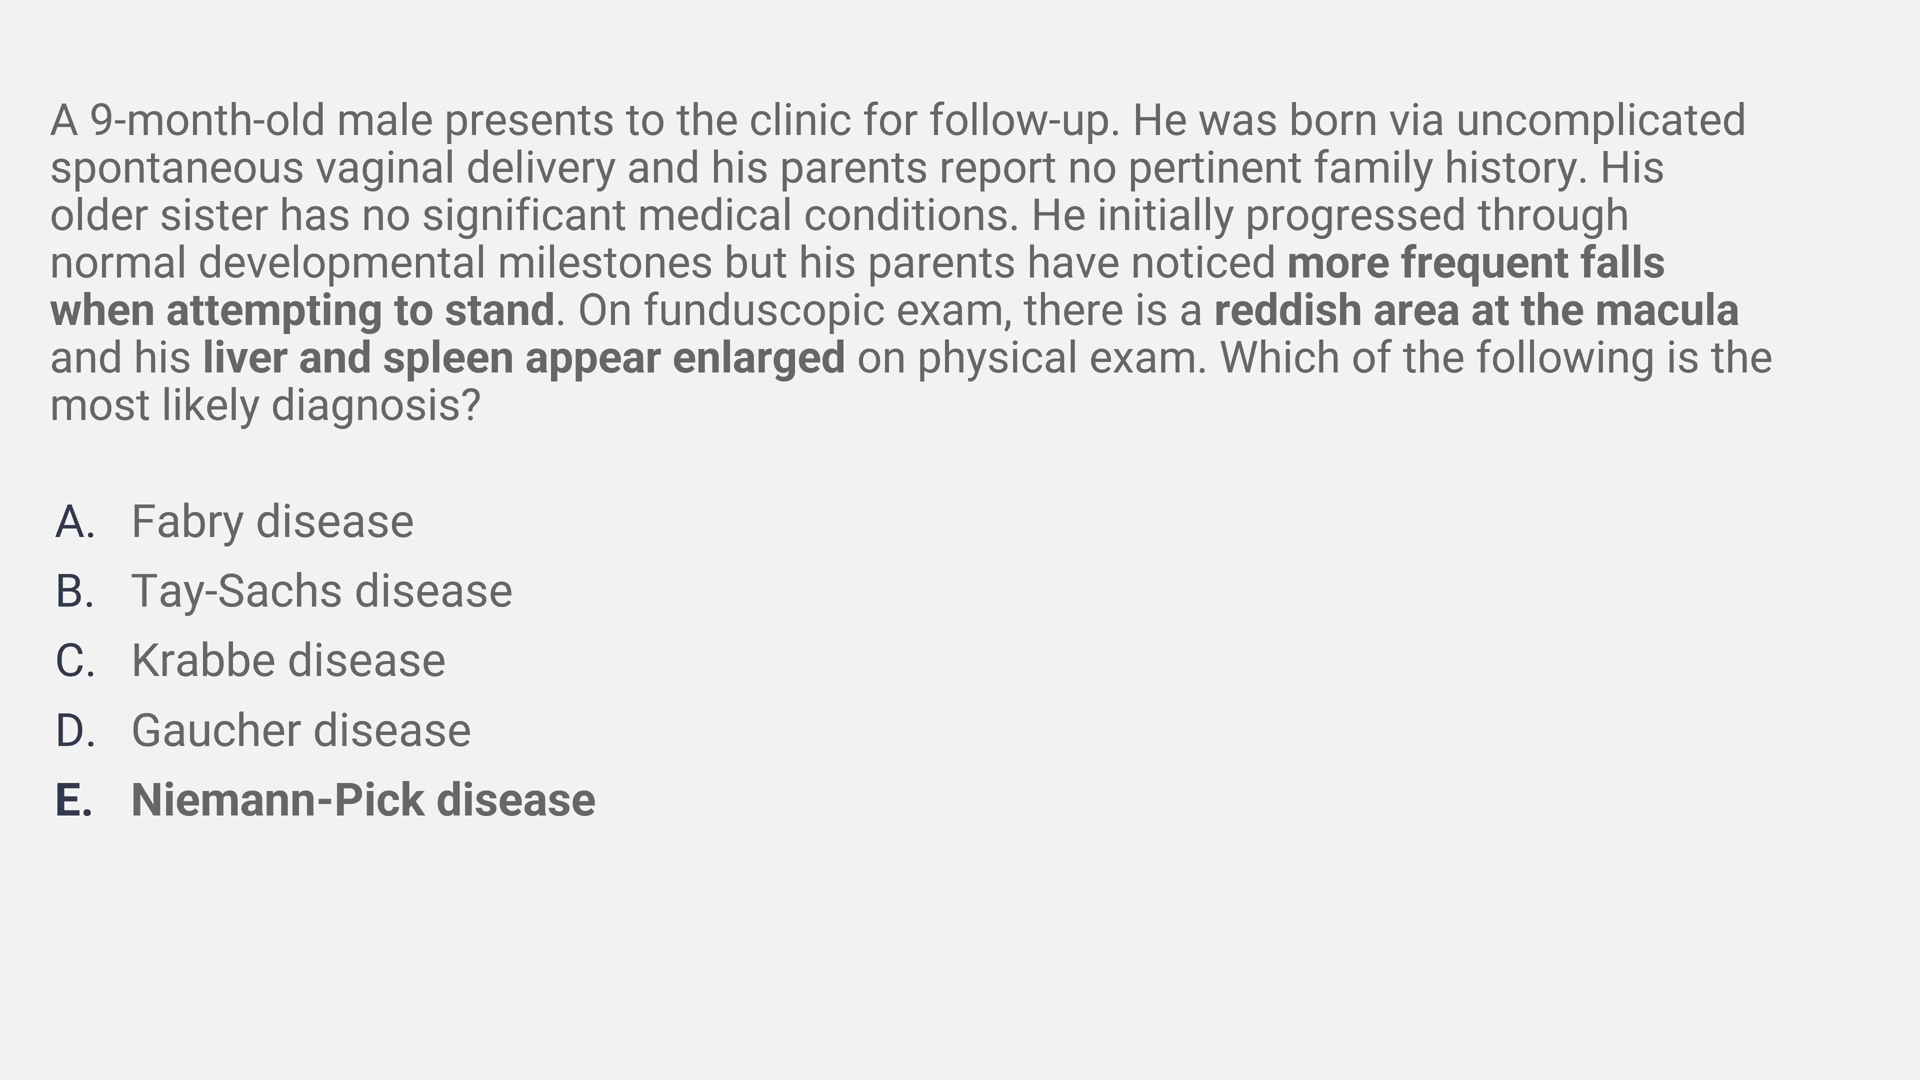 A 9-month-old male presents to the clinic for follow-up. He was born via uncomplicated
spontaneous vaginal delivery and his parents report no pertinent family history. His
older sister has no significant medical conditions. He initially progressed through
normal developmental milestones but his parents have noticed more frequent falls
when attempting to stand. On funduscopic exam, there is a reddish area at the macula
and his liver and spleen appear enlarged on physical exam. Which of the following is the
most likely diagnosis?
A. Fabry disease
B. Tay-Sachs disease
C. Krabbe disease
D. Gaucher disease
E. Niemann-Pick disease